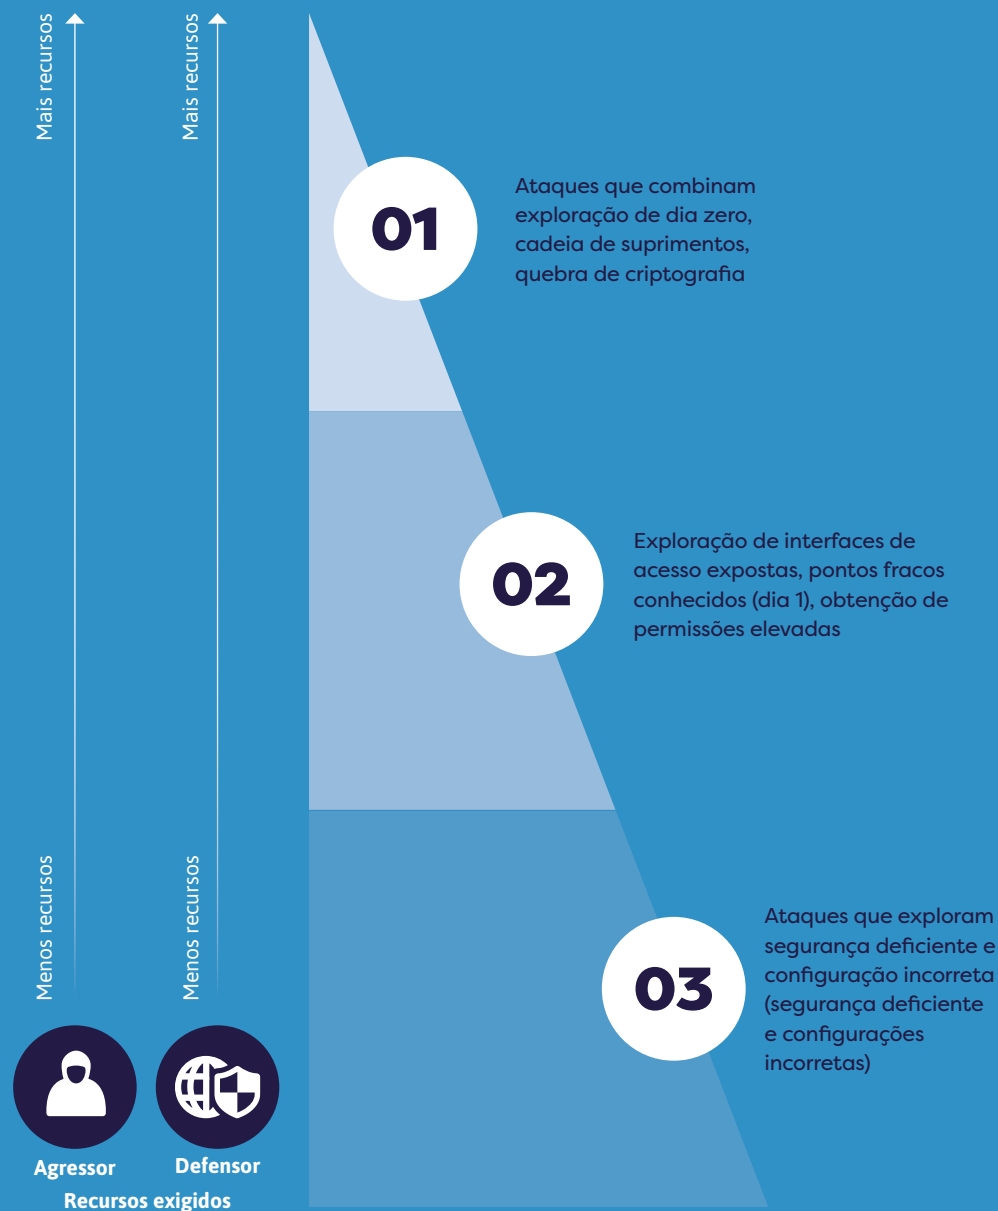 Mais recursos
Mais recursos
01
Ataques que combinam
exploração de dia zero,
cadeia de suprimentos,
quebra de criptografia
02
Exploração de interfaces de
acesso expostas, pontos fracos
conhecidos (dia 1), obtenção de
permissões elevadas
Menos recursos
Menos recursos
03
Ataques que exploram
segurança deficiente e
configuração incorreta
(segurança deficiente
e configurações
incorretas)
Agressor
Defensor
Recursos exigidos